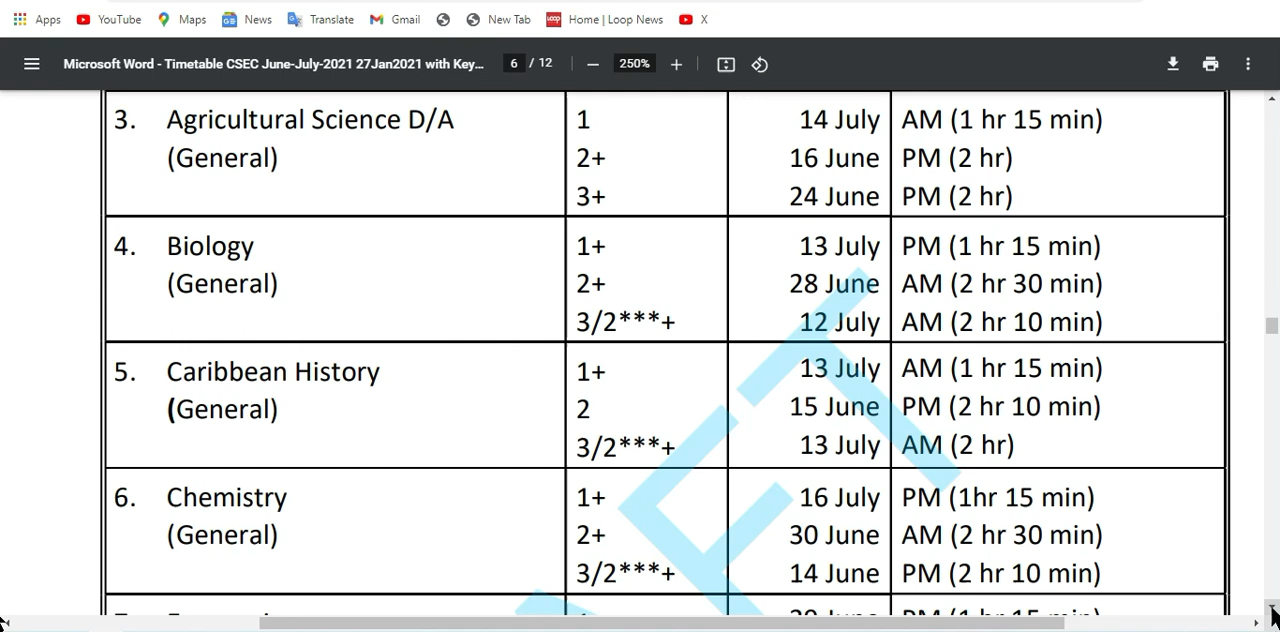 Apps YouTube Maps News Translate Gmail New Tab Home | Loop News X
Microsoft Word - Timetable CSEC June-July-2021 27Jan2021 with Key... 6 / 12 250%
3. Agricultural Science D/A 1 14 July AM (1 hr 15 min)
(General) 2+ 16 June PM (2 hr)
3+ 24 June PM (2 hr)
4. Biology 1+ 13 July PM (1 hr 15 min)
(General) 2+ 28 June AM (2 hr 30 min)
3/2***+ 12 July AM (2 hr 10 min)
5. Caribbean History 1+ 13 July AM (1 hr 15 min)
(General) 2 15 June PM (2 hr 10 min)
3/2***+ 13 July AM (2 hr)
6. Chemistry 1+ 16 July PM (1hr 15 min)
(General) 2+ 30 June AM (2 hr 30 min)
3/2***+ 14 June PM (2 hr 10 min)